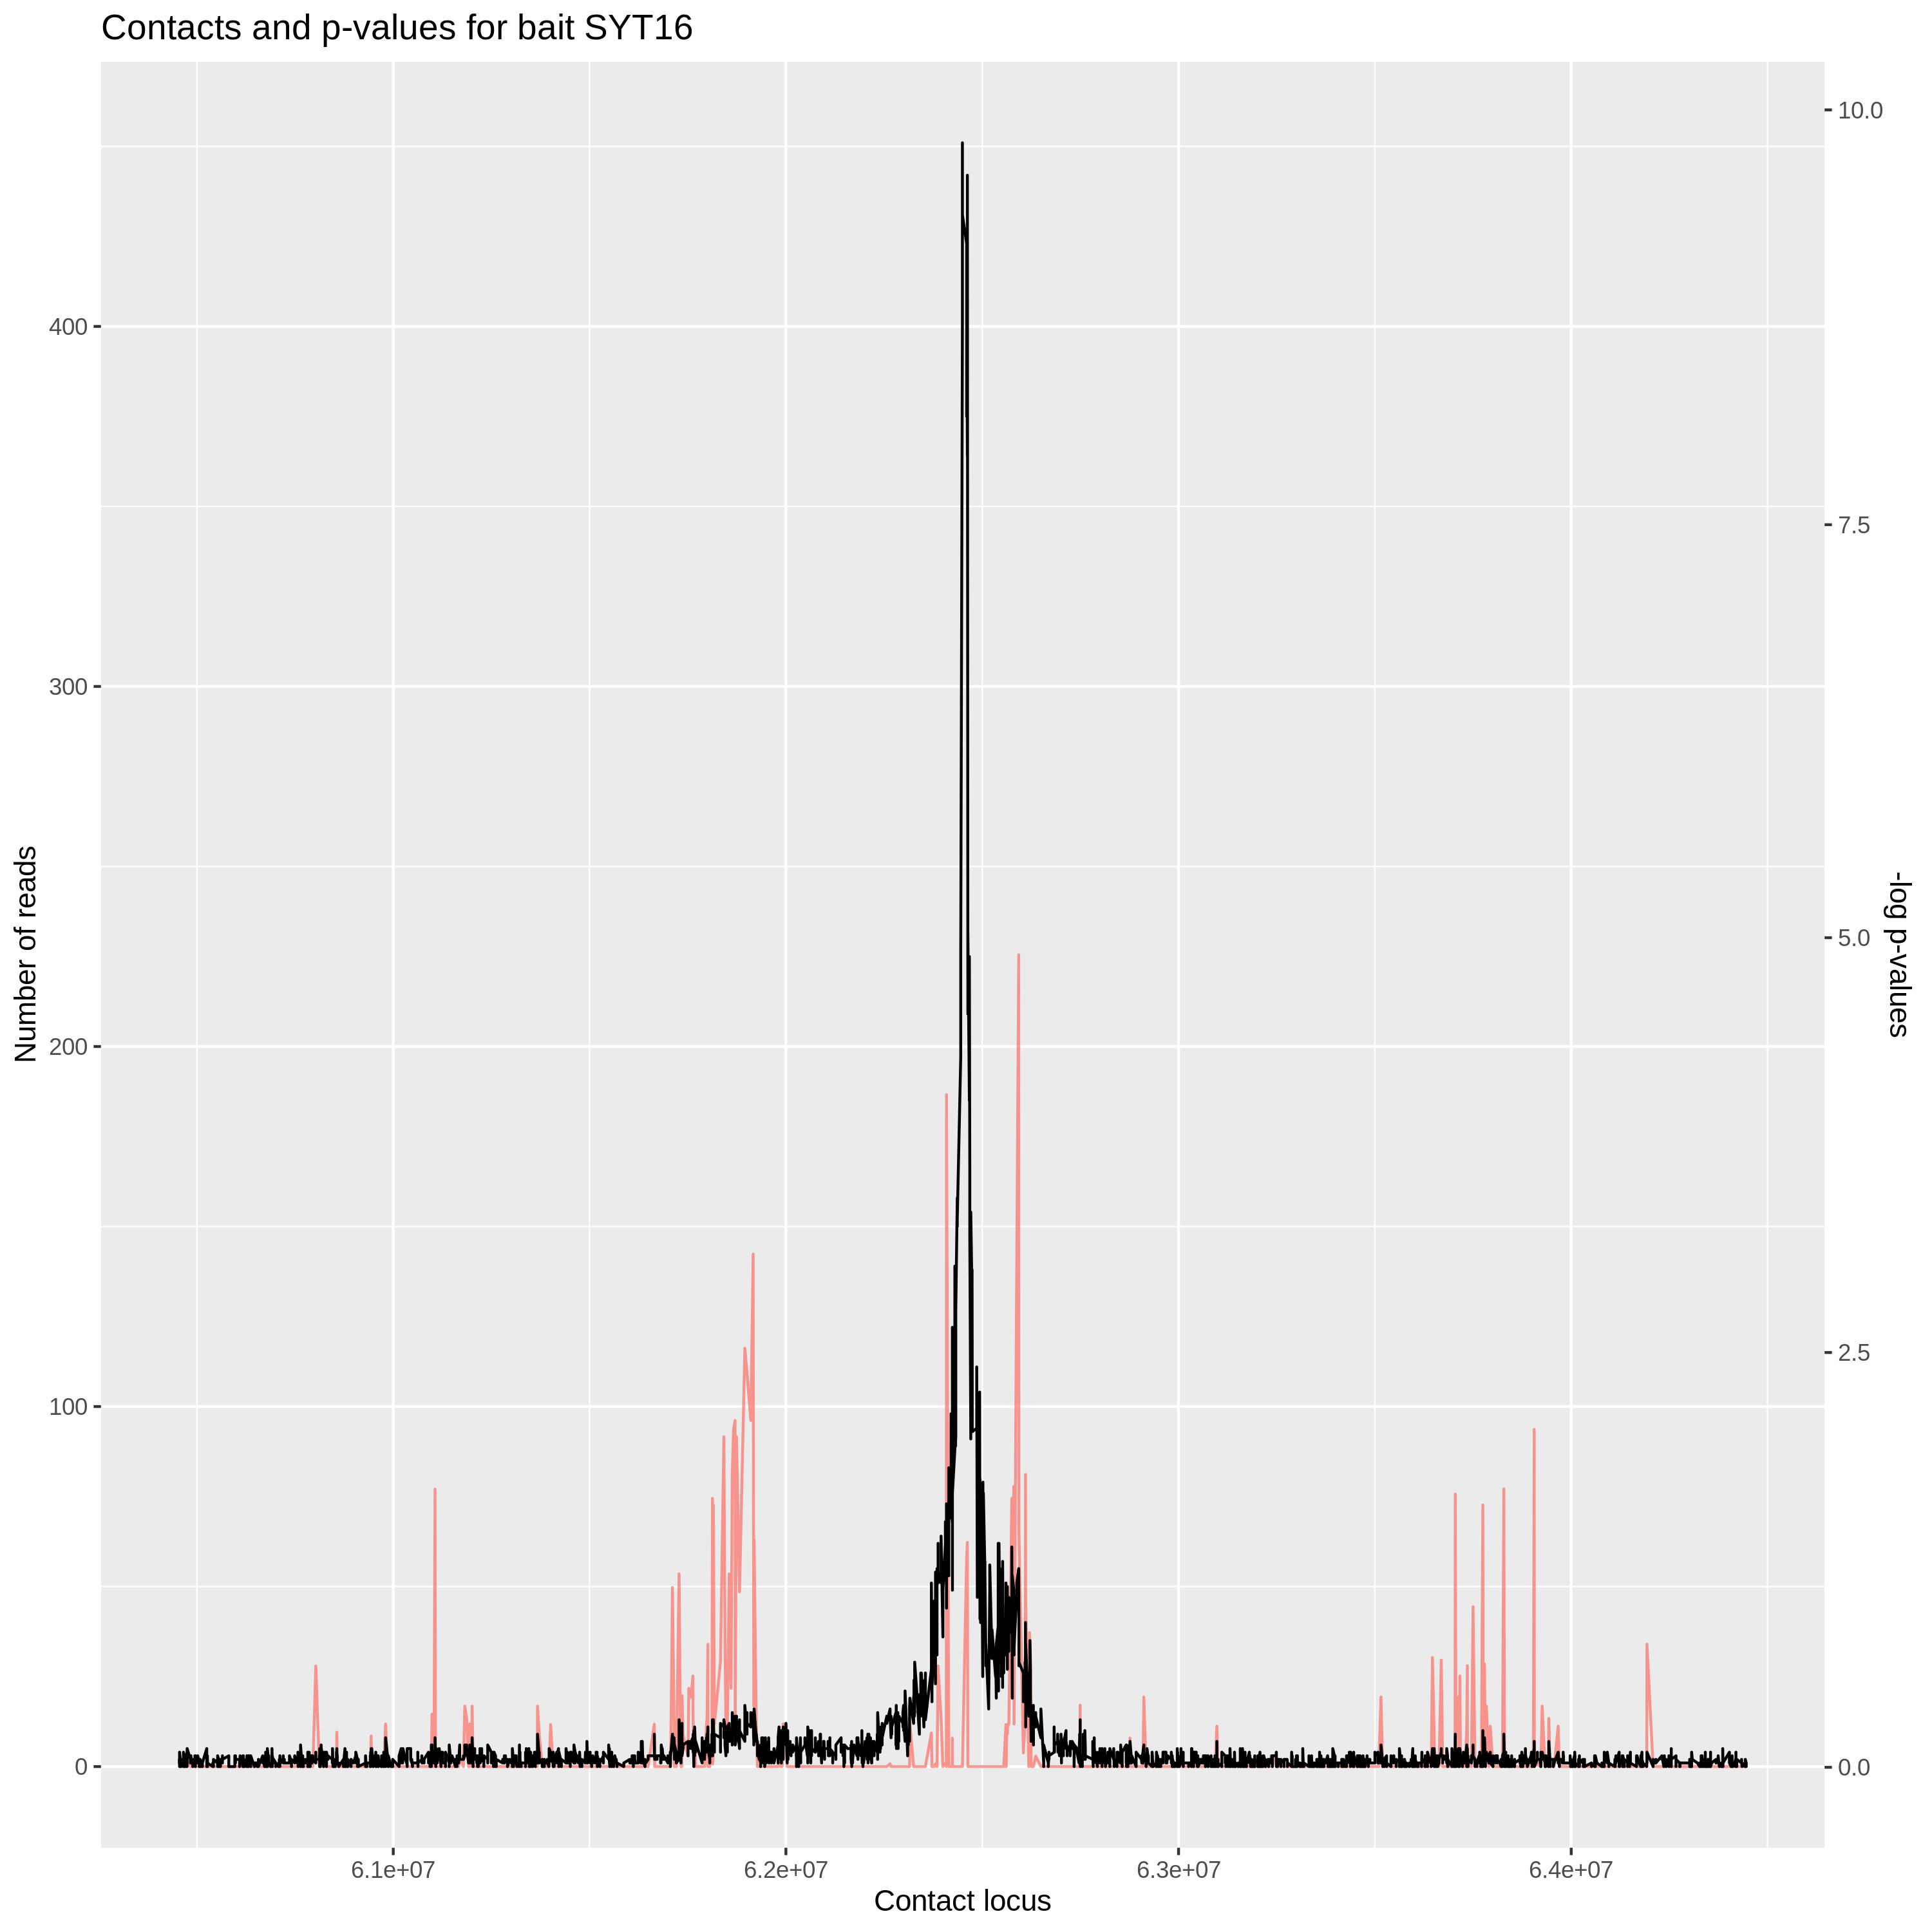 Contacts and p-values for bait SYT16
10.0
400
7.5
300
Number of reads
5.0
-log p-values
200
2.5
100
0
0.0
6.1e+07
6.2e+07
6.3e+07
6.4e+07
Contact locus